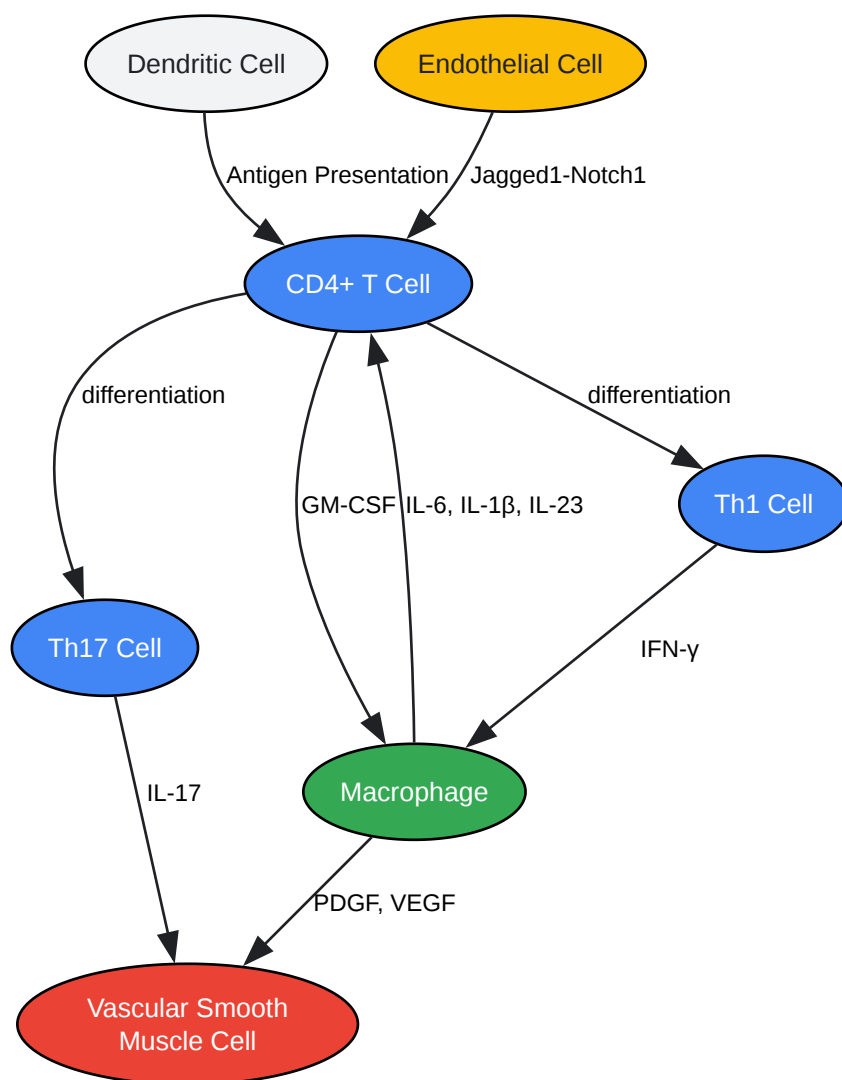 Dendritic Cell
Endothelial Cell
Antigen Presentation
Jagged1-Notch1
CD4+ T Cell
differentiation
differentiation
GM-CSF
IL-6, IL-1β, IL-23
Th1 Cell
Th17 Cell
IFN-γ
IL-17
Macrophage
PDGF, VEGF
Vascular Smooth
Muscle Cell